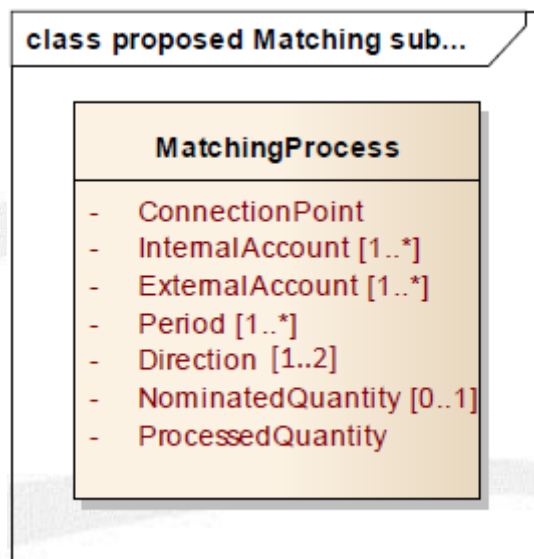 class proposed Matching sub...
MatchingProcess
- ConnectionPoint
- InternalAccount [1..*]
- ExternalAccount [1..*]
- Period [1..*]
- Direction [1..2]
- NominatedQuantity [0..1]
- ProcessedQuantity